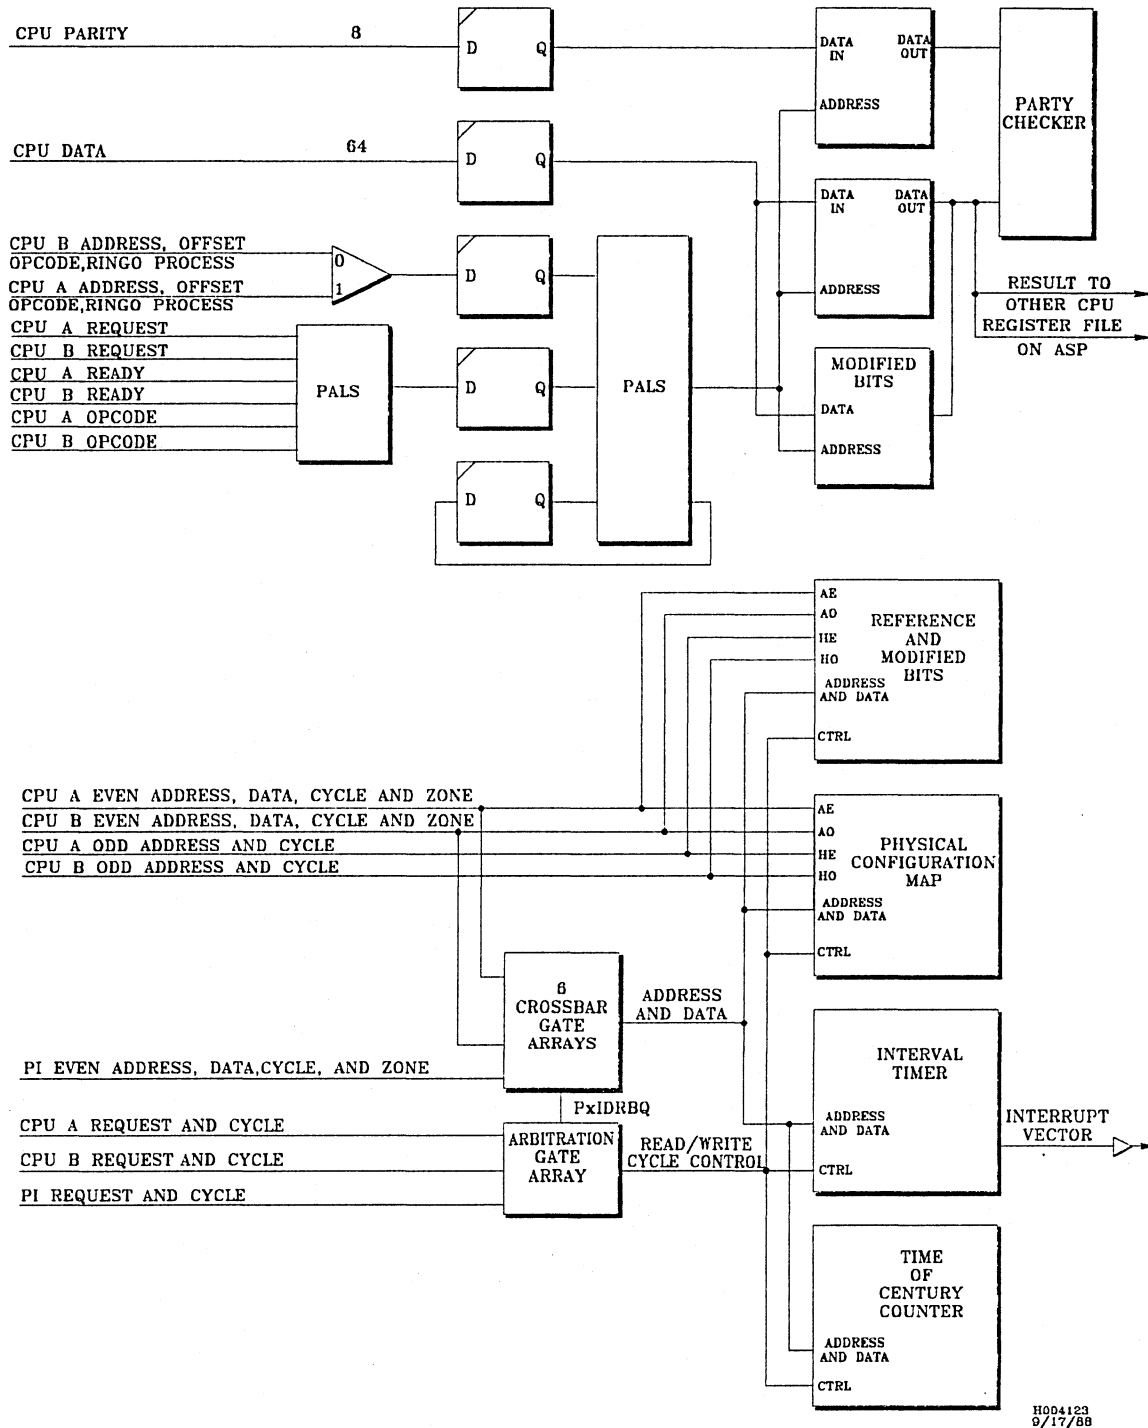 CPU PARITY 8
D Q
DATA IN
DATA OUT
ADDRESS
PARTY CHECKER
CPU DATA 64
D Q
DATA IN
DATA OUT
ADDRESS
CPU B ADDRESS, OFFSET
OPCODE,RINGO PROCESS
0
CPU A ADDRESS, OFFSET
1
OPCODE,RINGO PROCESS
D Q
RESULT TO
OTHER CPU
REGISTER FILE
ON ASP
CPU A REQUEST
CPU B REQUEST
CPU A READY
CPU B READY
CPU A OPCODE
CPU B OPCODE
PALS
D Q
PALS
MODIFIED
BITS
DATA
ADDRESS
D Q
AE
AO
HE
HO
ADDRESS
AND DATA
CTRL
REFERENCE
AND
MODIFIED
BITS
CPU A EVEN ADDRESS, DATA, CYCLE AND ZONE
CPU B EVEN ADDRESS, DATA, CYCLE AND ZONE
CPU A ODD ADDRESS AND CYCLE
CPU B ODD ADDRESS AND CYCLE
AE
AO
HE
HO
ADDRESS
AND DATA
CTRL
PHYSICAL
CONFIGURATION
MAP
6
CROSSBAR
GATE
ARRAYS
ADDRESS
AND DATA
PI EVEN ADDRESS, DATA,CYCLE, AND ZONE
PxIDRBQ
INTERVAL
TIMER
ADDRESS
AND DATA
CTRL
INTERRUPT
VECTOR
CPU A REQUEST AND CYCLE
CPU B REQUEST AND CYCLE
PI REQUEST AND CYCLE
ARBITRATION
GATE
ARRAY
READ/WRITE
CYCLE CONTROL
TIME
OF
CENTURY
COUNTER
ADDRESS
AND DATA
CTRL
H004123
9/17/88